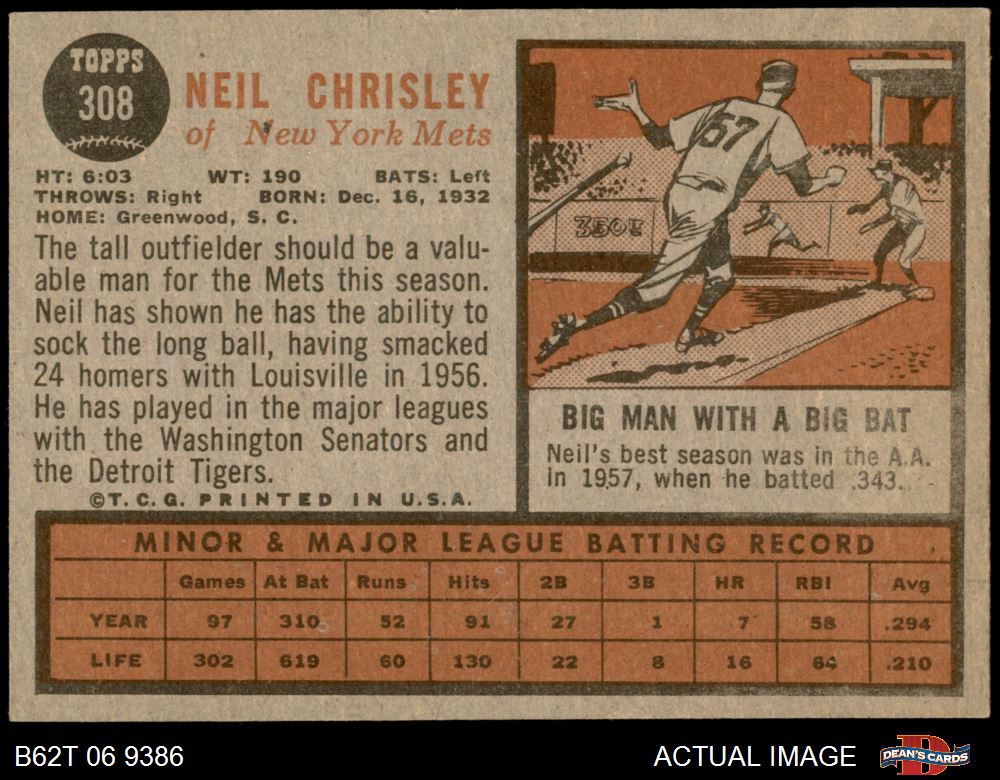 TOPPS
308
NEIL CHRISLEY
of New York Mets
HT: 6:03 WT: 190 BATS: Left
THROWS: Right BORN: Dec. 16, 1932
HOME: Greenwood, S. C.
The tall outfielder should be a valu-
able man for the Mets this season.
Neil has shown he has the ability to
sock the long ball, having smacked
24 homers with Louisville in 1956.
He has played in the major leagues
with the Washington Senators and
the Detroit Tigers.
©T.C.G. PRINTED IN U.S.A.
57
350
BIG MAN WITH A BIG BAT
Neil's best season was in the A.A.
in 1957, when he batted .343.
MINOR & MAJOR LEAGUE BATTING RECORD
Games At Bat Runs Hits 2B 3B HR RBI Avg
YEAR 97 310 52 91 27 1 7 58 .294
LIFE 302 619 60 130 22 8 16 64 .210
B62T 06 9386
ACTUAL IMAGE
D
DEAN'S CARDS